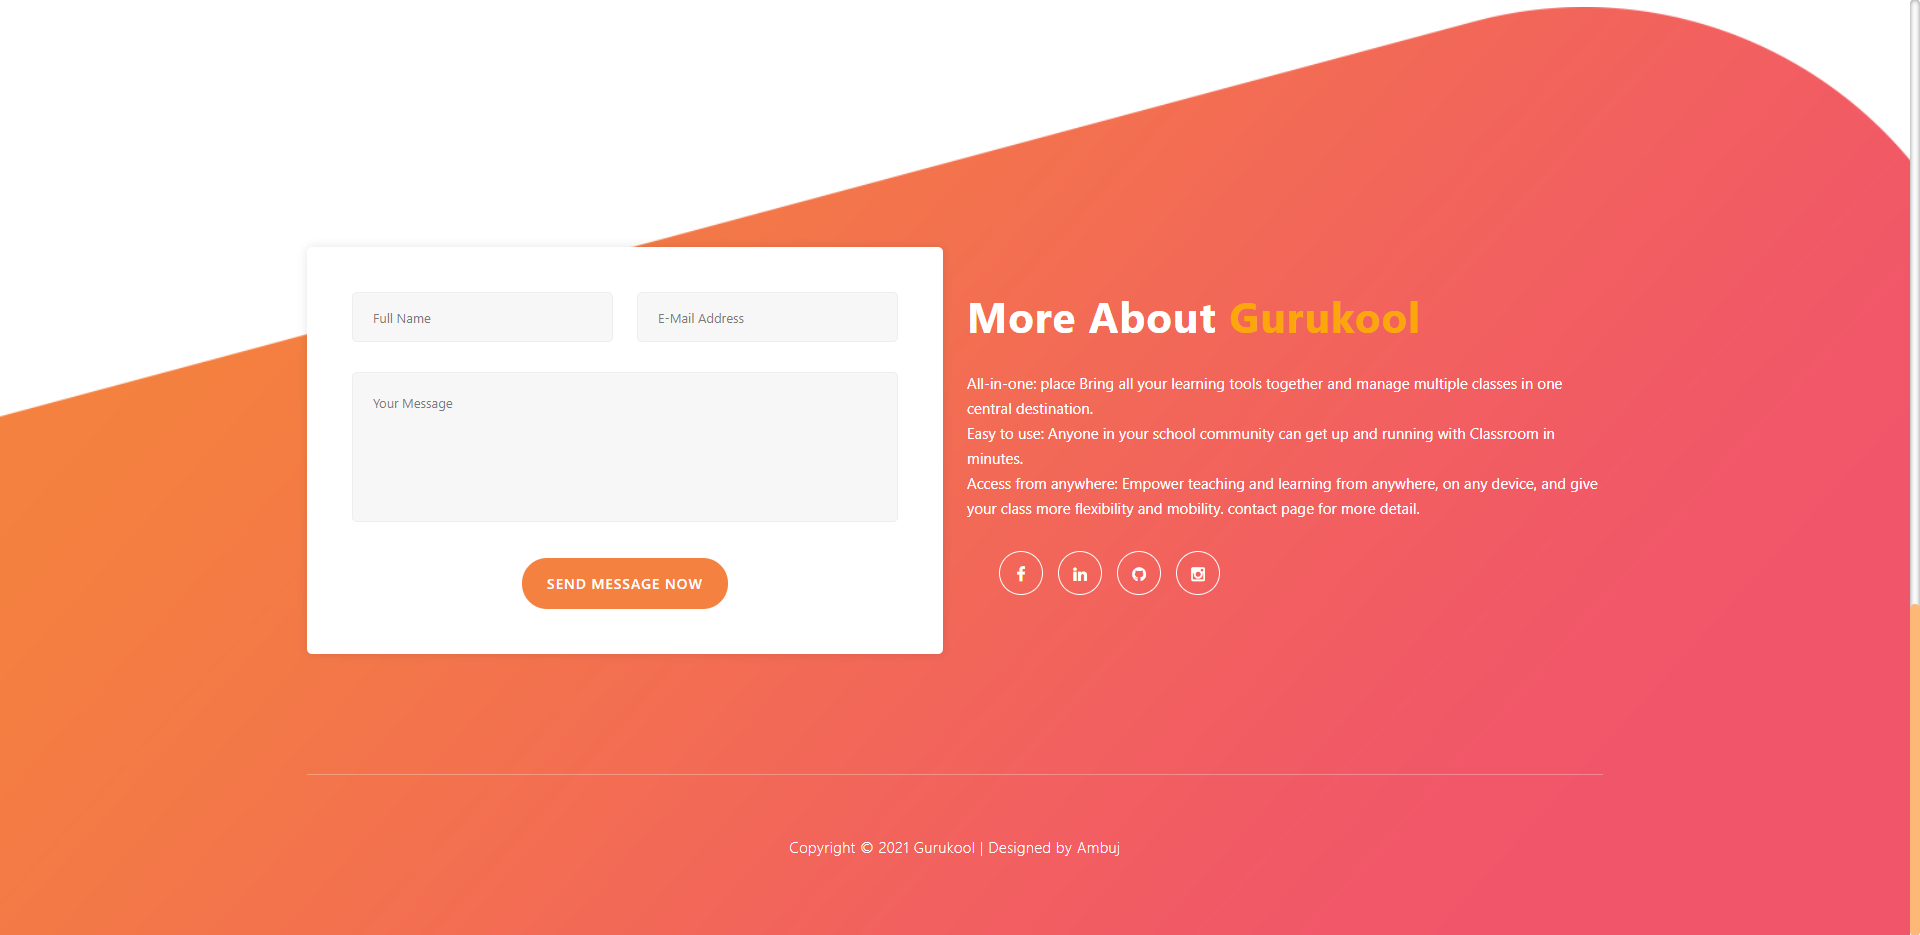 Full Name
E-Mail Address
Your Message
SEND MESSAGE NOW
More About Gurukool
All-in-one: place Bring all your learning tools together and manage multiple classes in one
central destination.
Easy to use: Anyone in your school community can get up and running with Classroom in
minutes.
Access from anywhere: Empower teaching and learning from anywhere, on any device, and give
your class more flexibility and mobility. contact page for more detail.
Copyright © 2021 Gurukool | Designed by Ambuj